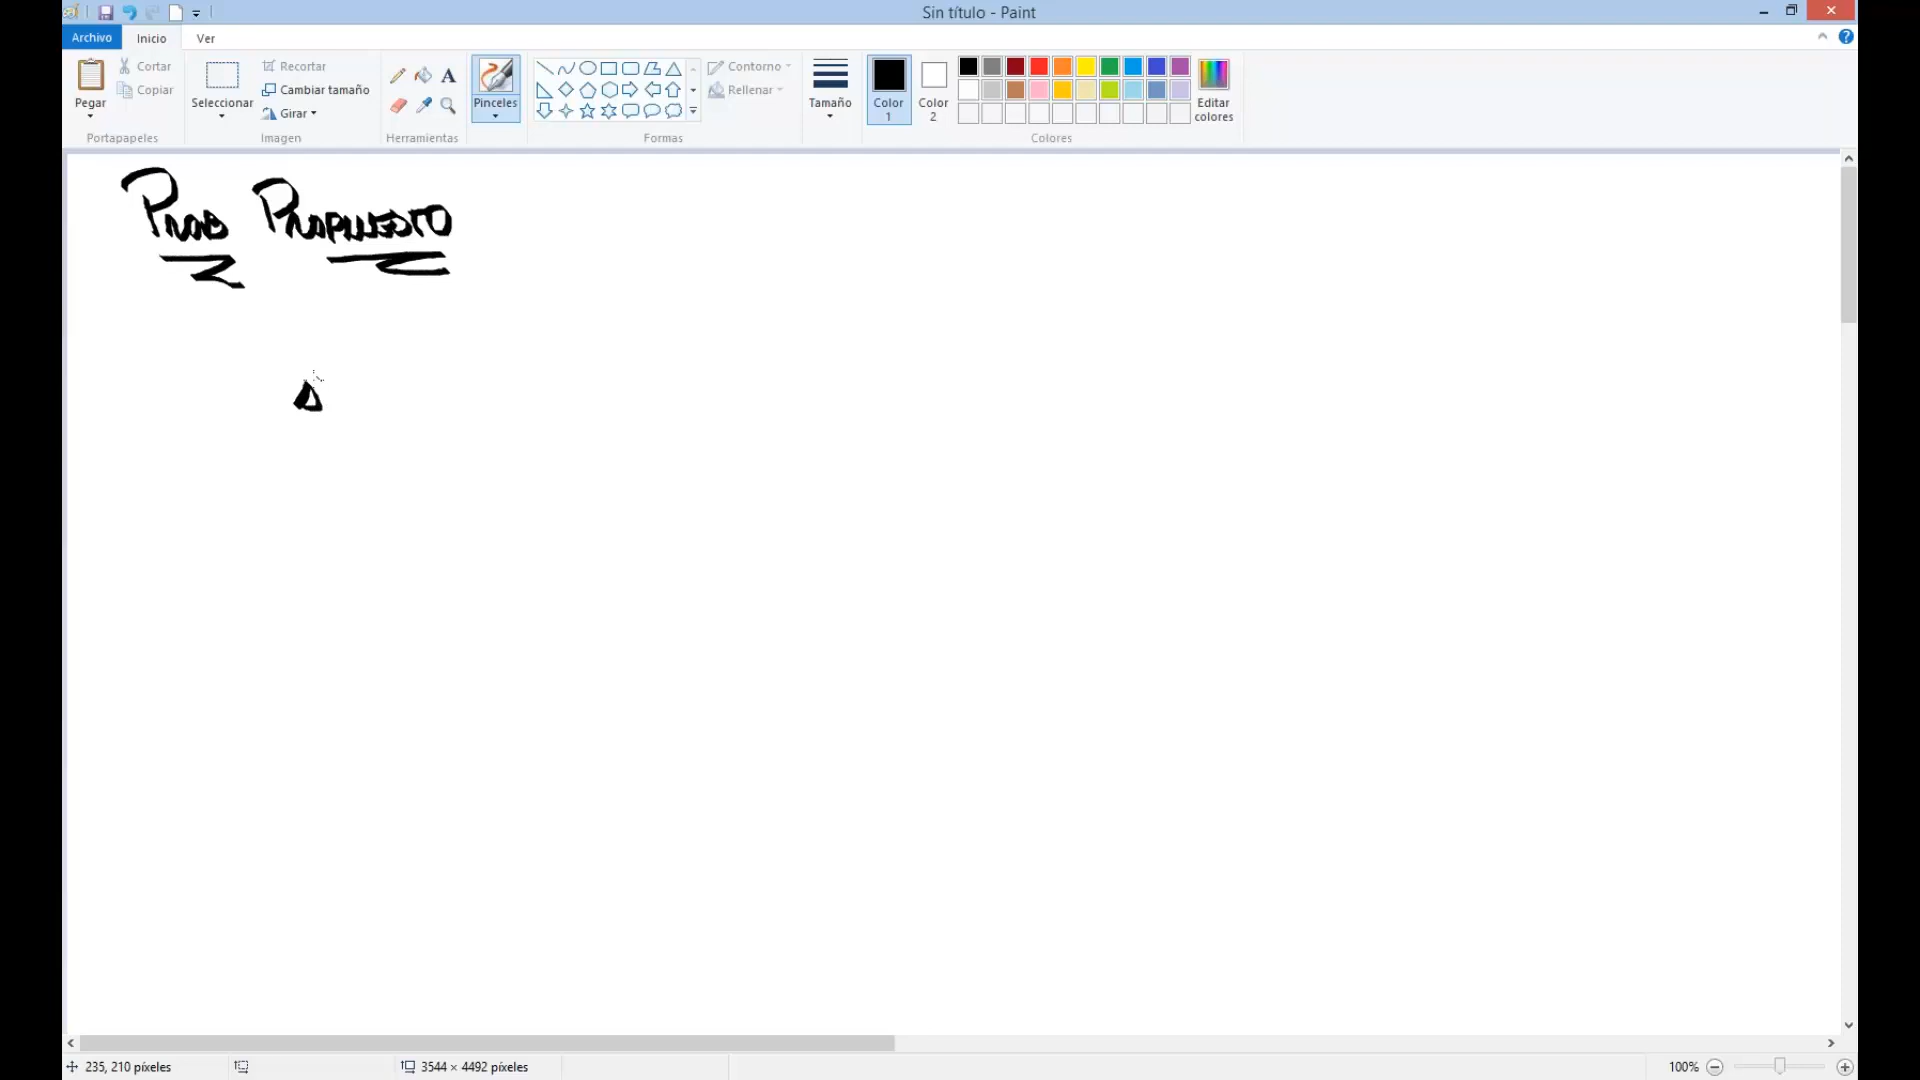 Sin título - Paint
Archivo Inicio Ver
Pegar
Cortar
Copiar
Portapapeles
Seleccionar
Recortar
Cambiar tamaño
Girar
Imagen
A
Herramientas
Pinceles
Contorno
Rellenar
Formas
Tamaño
Color 1
Color 2
Editar colores
Colores
Prob Propuesto
235, 210 píxeles
3544 × 4492 píxeles
100%